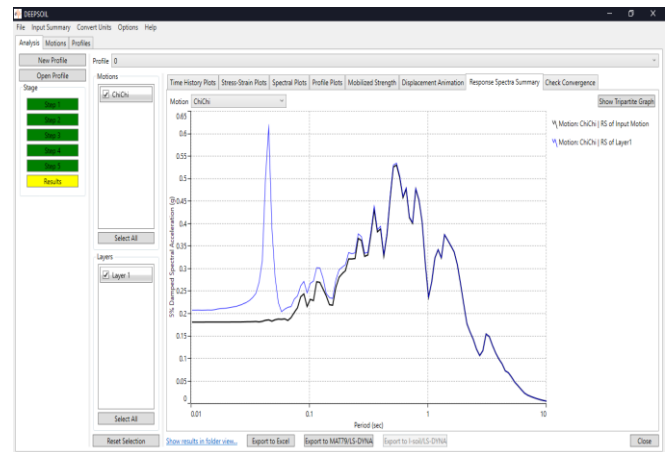 DEEPSOIL
File Input Summary Convert Units Options Help
Analysis Motions Profiles
New Profile
Open Profile
Stage
Step 1
Step 2
Step 3
Step 4
Step 5
Results
Profile 0
Motions
ChiChi
Select All
Layers
Layer 1
Select All
Reset Selection
Time History Plots Stress-Strain Plots Spectral Plots Profile Plots Mobilized Strength Displacement Animation Response Spectra Summary Check Convergence
Motion ChiChi
Show Tripartite Graph
Motion: ChiChi | RS of Input Motion
Motion: ChiChi | RS of Layer1
5% Damped Spectral Acceleration (g)
0.65
0.6
0.55
0.5
0.45
0.4
0.35
0.3
0.25
0.2
0.15
0.1
0.05
0
0.01 0.1 1 10
Period (sec)
Show results in folder view... Export to Excel Export to MAT79/LS-DYNA Export to I-soil/LS-DYNA Close